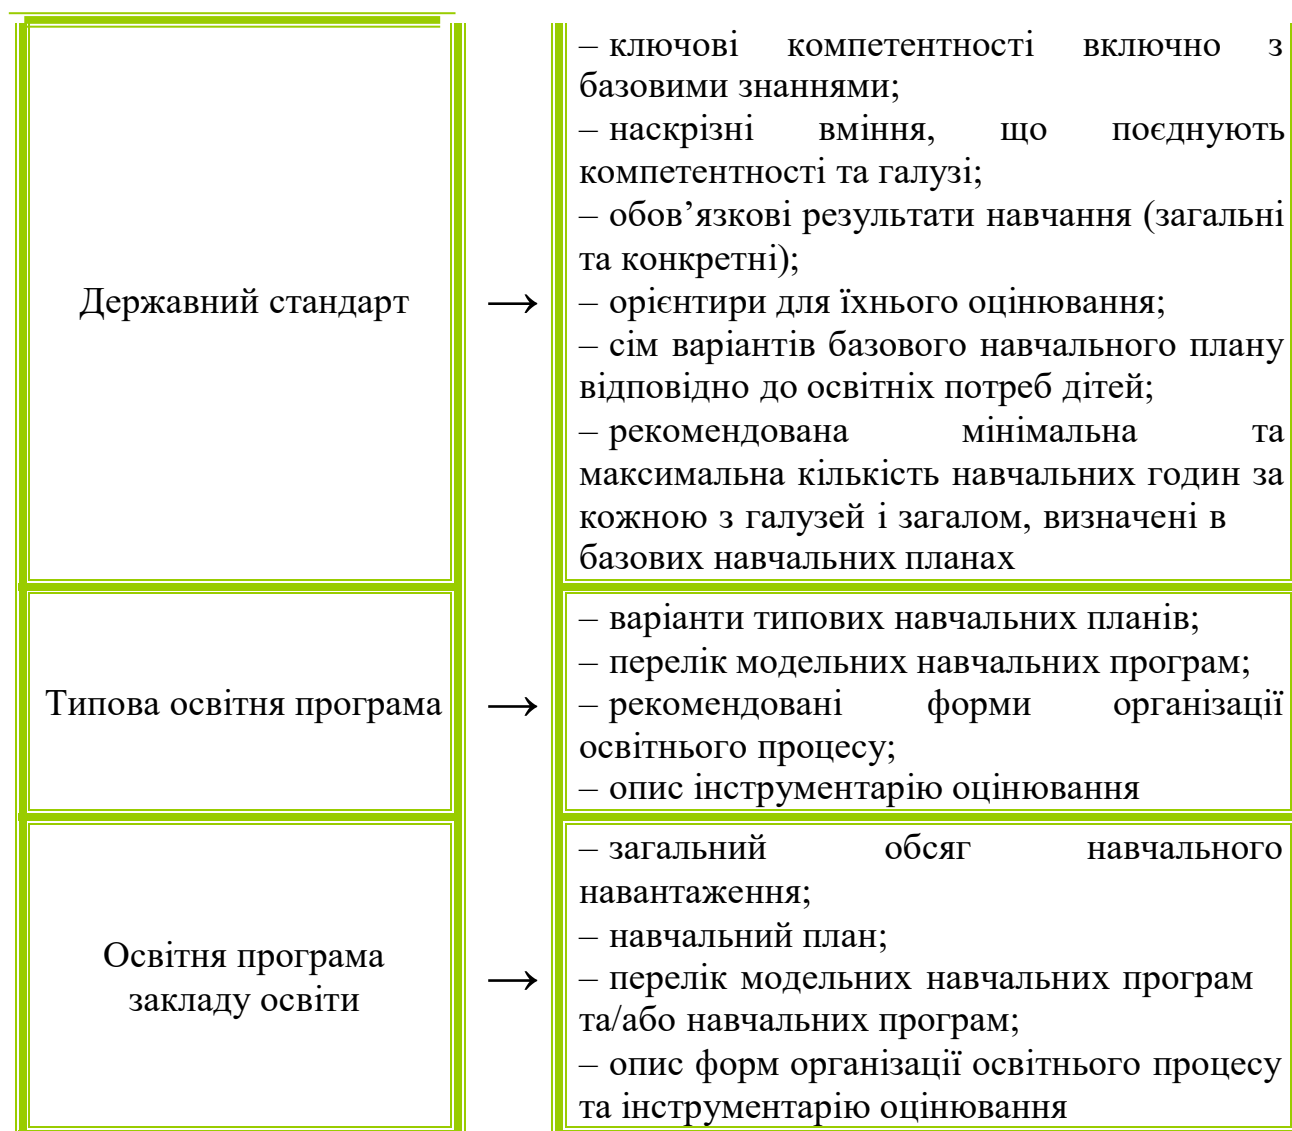 – ключові компетентності включно з
базовими знаннями;
– наскрізні вміння, що поєднують
компетентності та галузі;
– обов’язкові результати навчання (загальні
та конкретні);
Державний стандарт
→
– орієнтири для їхнього оцінювання;
– сім варіантів базового навчального плану
відповідно до освітніх потреб дітей;
– рекомендована мінімальна та
максимальна кількість навчальних годин за
кожною з галузей і загалом, визначені в
базових навчальних планах
Типова освітня програма
→
– варіанти типових навчальних планів;
– перелік модельних навчальних програм;
– рекомендовані форми організації
освітнього процесу;
– опис інструментарію оцінювання
Освітня програма
закладу освіти
→
– загальний обсяг навчального
навантаження;
– навчальний план;
– перелік модельних навчальних програм
та/або навчальних програм;
– опис форм організації освітнього процесу
та інструментарію оцінювання